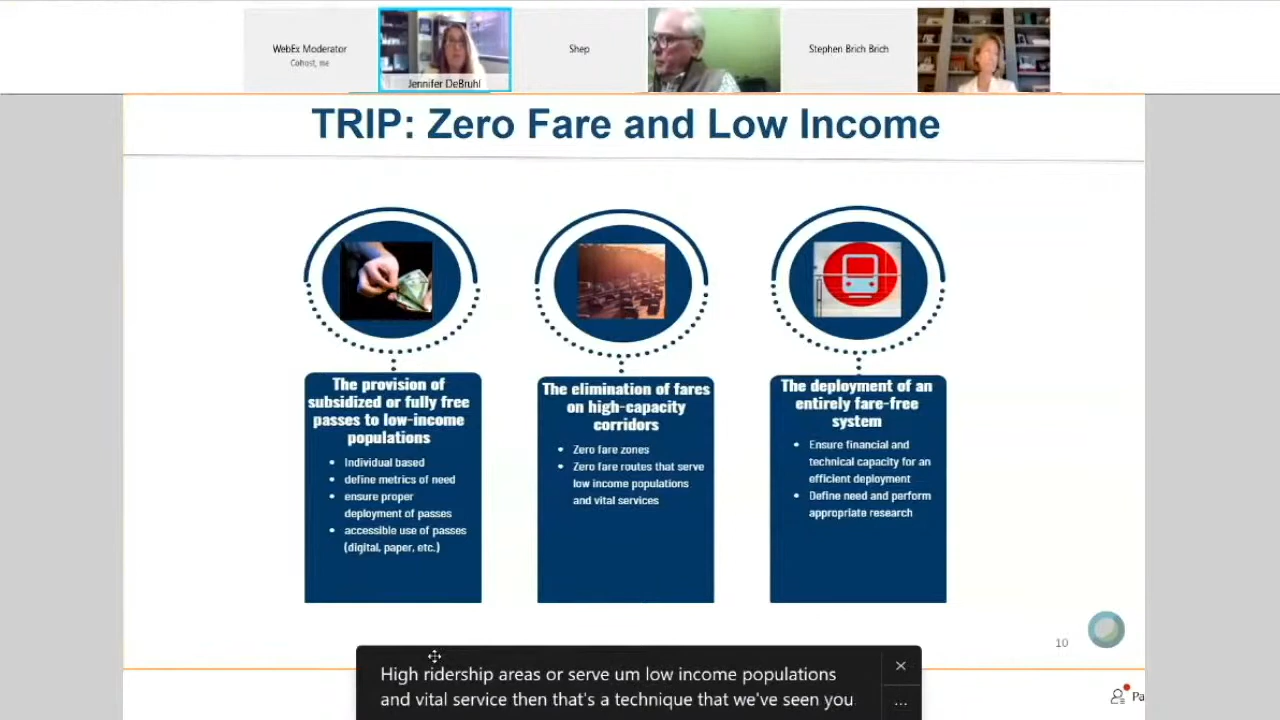 WebEx Moderator
Cohost, me
Jennifer DeBruhl
Shep
Stephen Brich Brich
TRIP: Zero Fare and Low Income
The provision of
subsidized or fully free
passes to low-income
populations
• Individual based
• define metrics of need
• ensure proper
deployment of passes
• accessible use of passes
(digital, paper, etc.)
The elimination of fares
on high-capacity
corridors
• Zero fare zones
• Zero fare routes that serve
low income populations
and vital services
The deployment of an
entirely fare-free
system
• Ensure financial and
technical capacity for an
efficient deployment
• Define need and perform
appropriate research
10
High ridership areas or serve um low income populations
and vital service then that's a technique that we've seen you
Pa